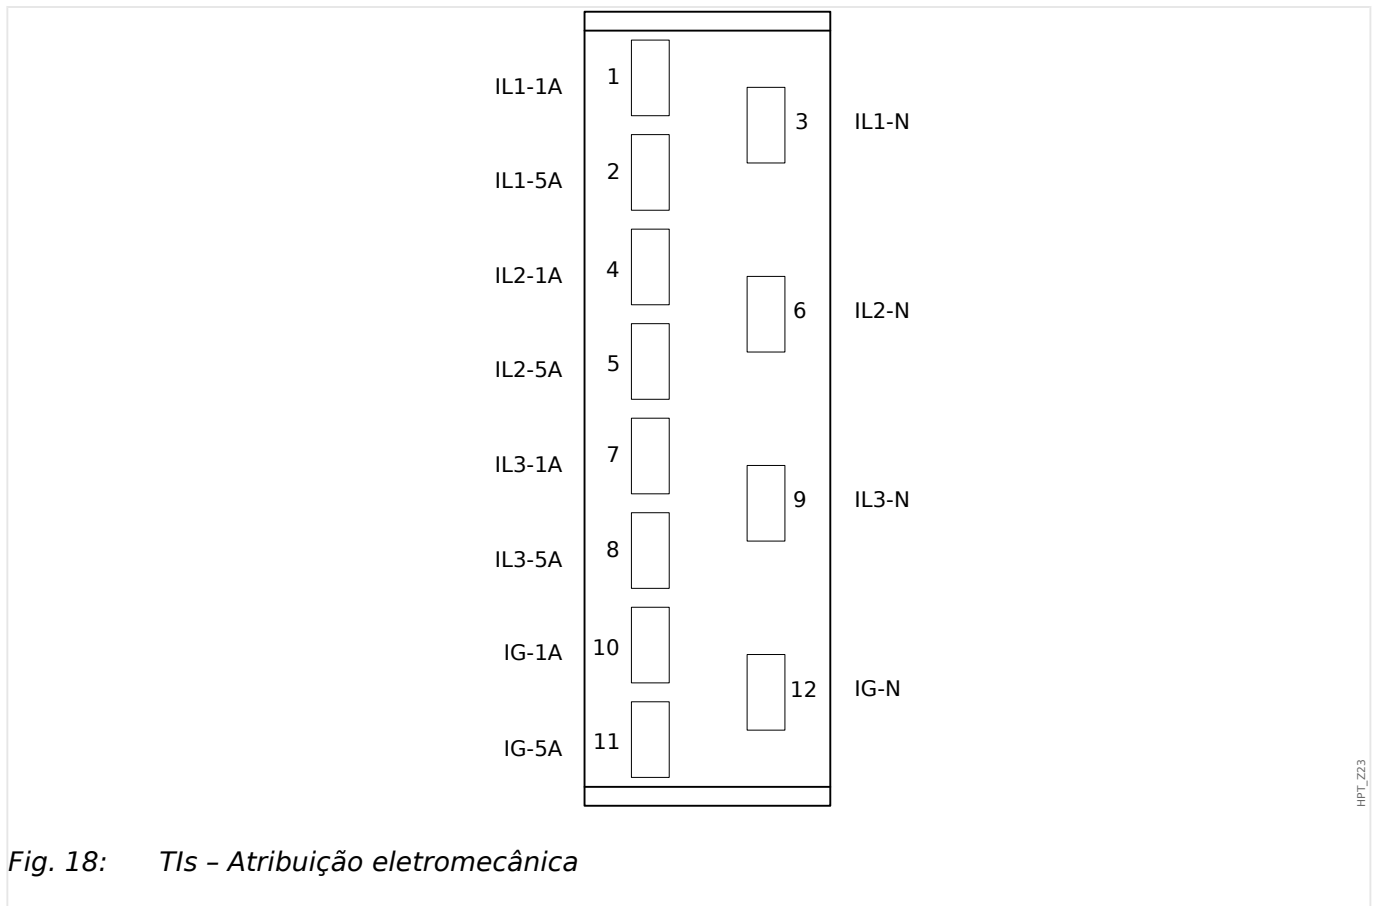 IL1-1A 1
3 IL1-N
IL1-5A 2
IL2-1A 4
6 IL2-N
IL2-5A 5
IL3-1A 7
9 IL3-N
IL3-5A 8
IG-1A 10
12 IG-N
IG-5A 11
HPT_Z23
Fig. 18: TIs – Atribuição eletromecânica